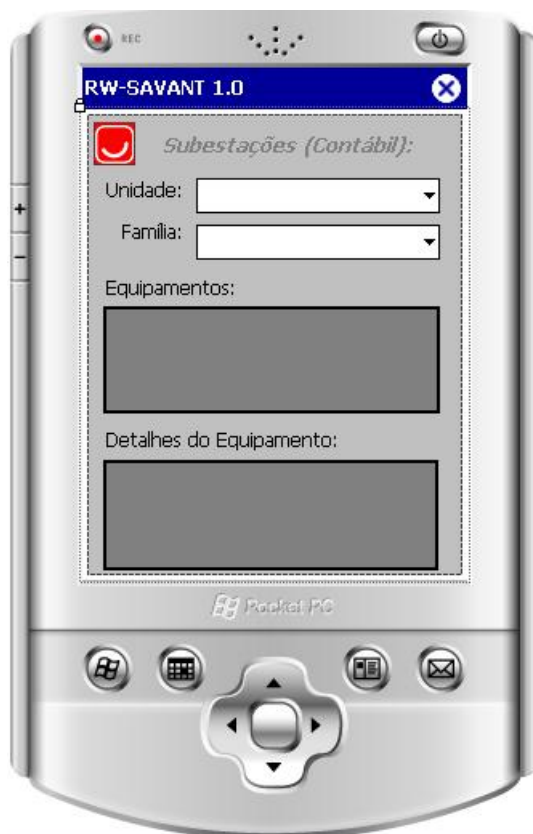 REC
RW-SAVANT 1.0
Subestações (Contábil):
Unidade:
Família:
Equipamentos:
Detalhes do Equipamento:
Pocket PC
+
-